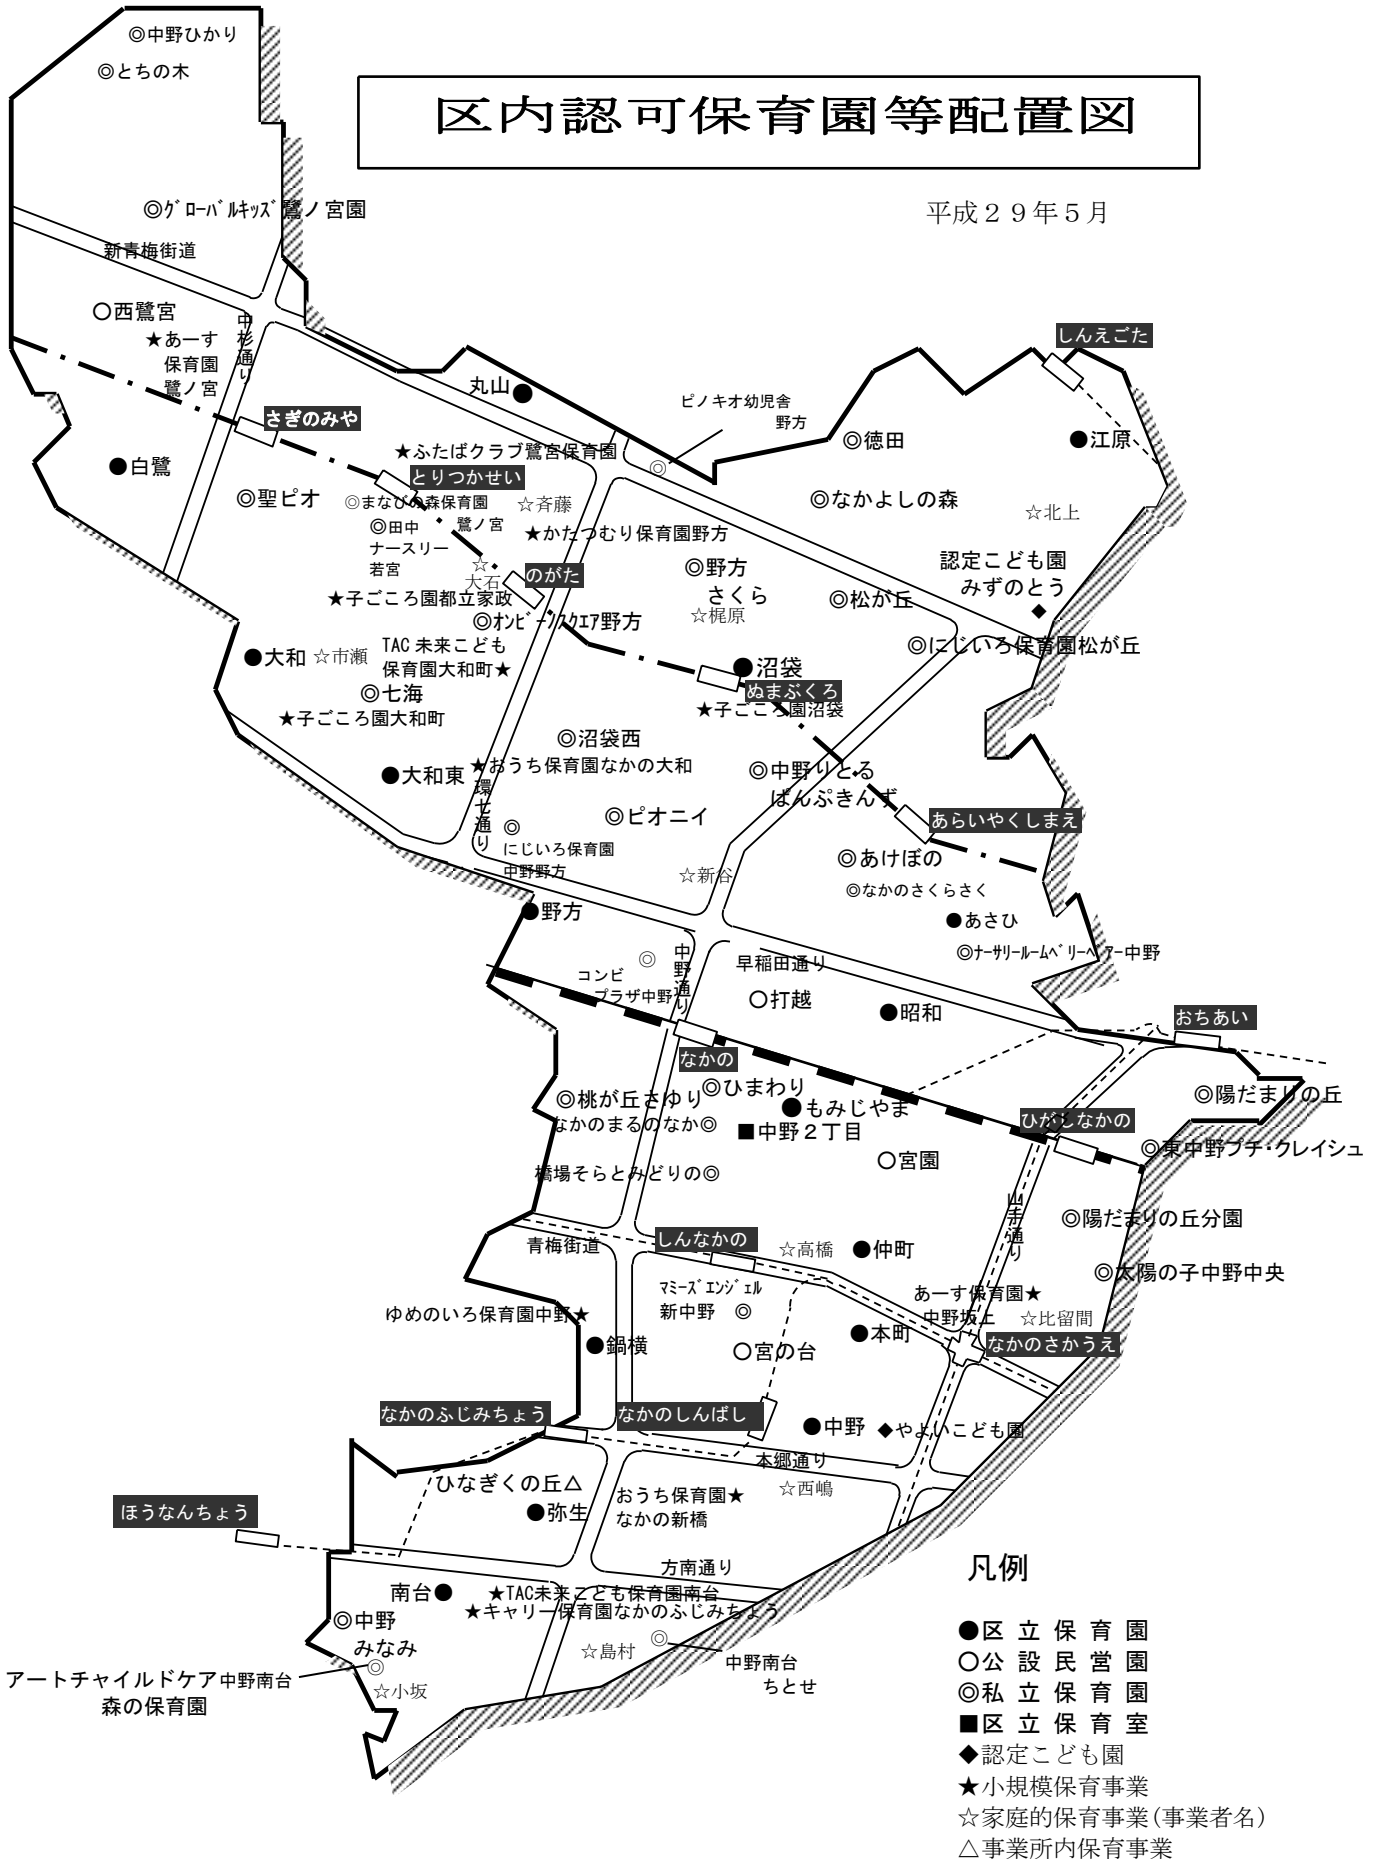 区内認可保育園等配置図
平成２９年５月
◎中野ひかり
◎とちの木
◎グローバルキッズ鷺ノ宮園
新青梅街道
〇西鷺宮
★あーす
保育園
鷺ノ宮
中杉通り
しんえごた
丸山●
ピノキオ幼児舎
野方
◎
さぎのみや
◎徳田
●江原
★ふたばクラブ鷺宮保育園
●白鷺
とりつかせい
◎聖ピオ
◎まなびの森保育園
鷺ノ宮
☆斉藤
◎なかよしの森
☆北上
◎田中
ナースリー
若宮
★かたつむり保育園野方
認定こども園
みずのとう
◆
☆
大石
のがた
◎野方
さくら
★子ごころ園都立家政
☆梶原
◎松が丘
◎オンビーノスクエア野方
◎にじいろ保育園松が丘
●大和
☆市瀬
TAC 未来こども
保育園大和町★
●沼袋
◎七海
ぬまぶくろ
★子ごころ園沼袋
★子ごころ園大和町
◎沼袋西
●大和東
★おうち保育園なかの大和
◎中野りとる
ぱんぷきんず
環七通り
◎ピオニイ
あらいやくしまえ
◎
にじいろ保育園
中野野方
◎あけぼの
☆新谷
◎なかのさくらさく
●野方
●あさひ
◎ナーサリールームベリーベアー中野
◎
コンビ
プラザ中野
中野通り
早稲田通り
〇打越
●昭和
おちあい
なかの
◎ひまわり
◎桃が丘さゆり
●もみじやま
◎陽だまりの丘
なかのまるのなか◎
■中野２丁目
ひがしなかの
◎東中野プチ・クレイシュ
〇宮園
橋場そらとみどりの◎
山手通り
◎陽だまりの丘分園
青梅街道
しんなかの
☆高橋
●仲町
◎太陽の子中野中央
マミーズエンジェル
新中野　◎
あーす保育園★
中野坂上
☆比留間
ゆめのいろ保育園中野★
●鍋横
〇宮の台
●本町
なかのさかうえ
なかのふじみちょう
なかのしんばし
●中野
◆やよいこども園
本郷通り
ひなぎくの丘△
☆西嶋
おうち保育園★
なかの新橋
●弥生
ほうなんちょう
方南通り
南台●
★TAC未来こども保育園南台
★キャリー保育園なかのふじみちょう
◎中野
みなみ
☆島村
◎
中野南台
ちとせ
アートチャイルドケア中野南台
森の保育園
◎
☆小坂
凡例
●区立保育園
〇公設民営園
◎私立保育園
■区立保育室
◆認定こども園
★小規模保育事業
☆家庭的保育事業(事業者名)
△事業所内保育事業